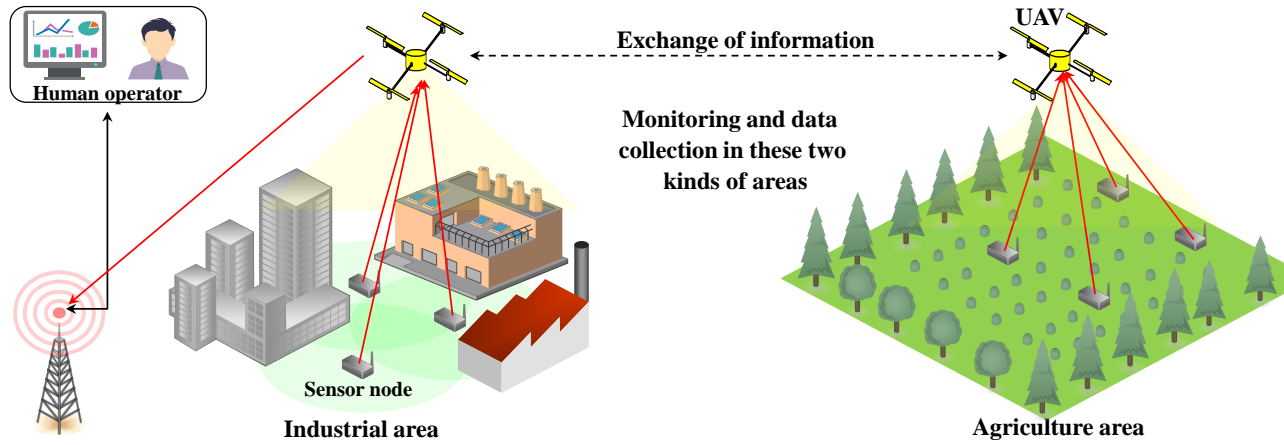 UAV
Exchange of information
Human operator
Monitoring and data
collection in these two
kinds of areas
Sensor node
Industrial area
Agriculture area